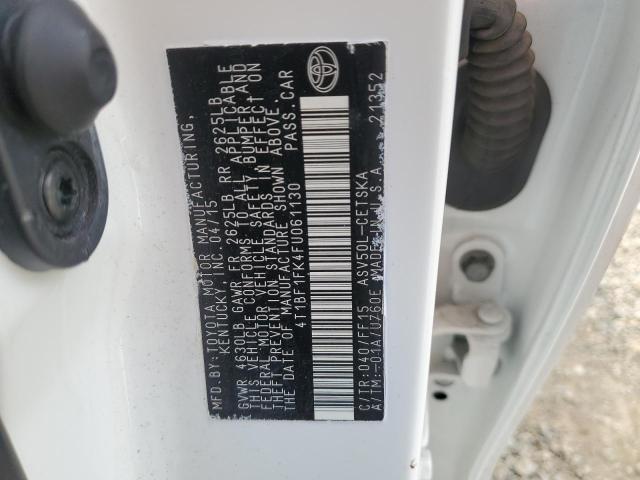 MFD.BY:TOYOTA MOTOR MANUFACTURING,
KENTUCKY, INC. 04/15
GVWR 4630LB GAWR FR 2625LB RR 2625LB
THIS VEHICLE CONFORMS TO ALL APPLICABLE
FEDERAL MOTOR VEHICLE SAFETY, BUMPER AND
THEFT PREVENTION STANDARDS IN EFFECT ON
THE DATE OF MANUFACTURE SHOWN ABOVE.
4T1BF1FK4FU061130 PASS.CAR
C/TR:040/FF15 ASV50L-CETSKA
A/TM:-01A/U760E MADE IN U.S.A 21352